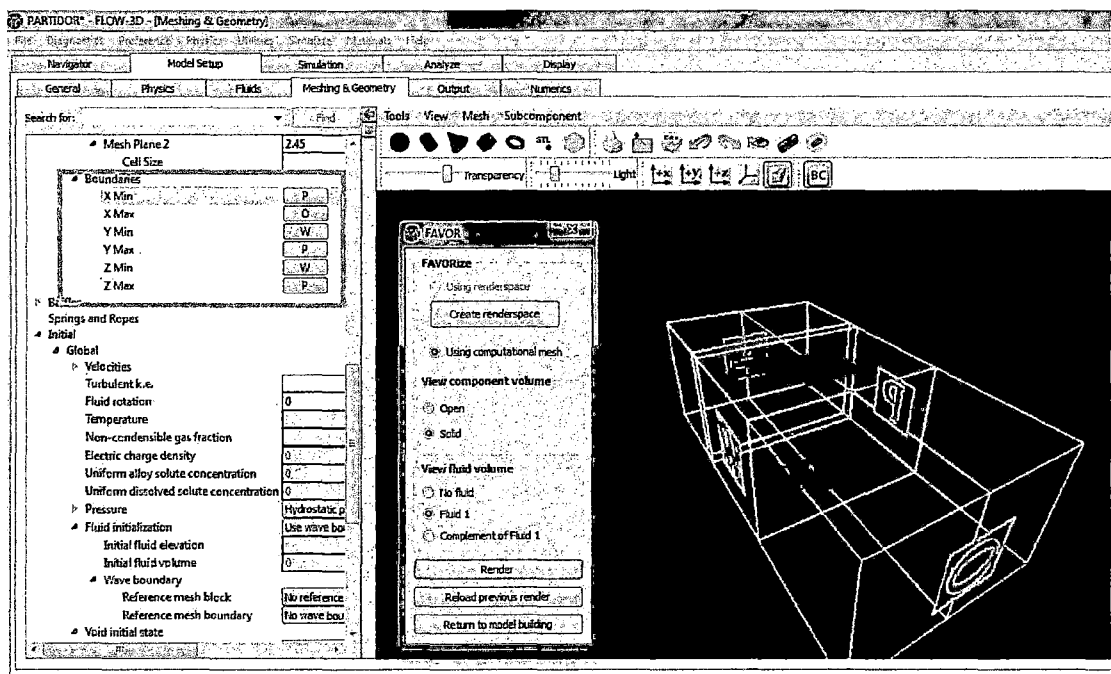 PARTIDOR* - FLOW-3D - [Meshing & Geometry]
File Diagnostics Preference Physics Utilities Simulate Materials Help
Navigator Model Setup Simulation Analyze Display
General Physics Fluids Meshing & Geometry Output Numerics
Search for: Find
Tools View Mesh Subcomponent
Mesh Plane 2 2.45
Cell Size
Transparency Light +x +y +z BC
Boundaries
X Min P
X Max O
Y Min W
Y Max P
Z Min W
Z Max P
Springs and Ropes
Initial
Global
Velocities
Turbulent k.e.
Fluid rotation 0
Temperature
Non-condensible gas fraction
Electric charge density 0
Uniform alloy solute concentration 0
Uniform dissolved solute concentration 0
Pressure Hydrostatic p
Fluid initialization Use wave bo
Initial fluid elevation
Initial fluid volume 0
Wave boundary
Reference mesh block No reference
Reference mesh boundary No wave bou
Void initial state
FAVOR
FAVORize
Using renderspace
Create renderspace
Using computational mesh
View component volume
Open
Solid
View fluid volume
No fluid
Fluid 1
Complement of Fluid 1
Render
Reload previous render
Return to model building